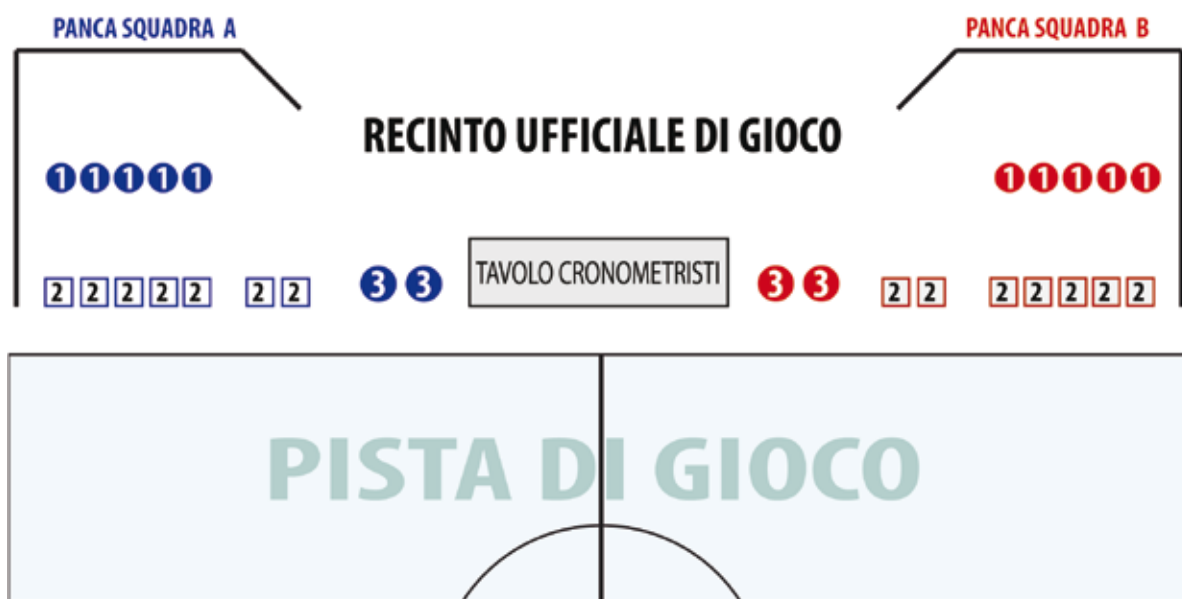 PANCA SQUADRA A
PANCA SQUADRA B
RECINTO UFFICIALE DI GIOCO
1 1 1 1 1
1 1 1 1 1
2 2 2 2 2 2 2
3 3
TAVOLO CRONOMETRISTI
3 3
2 2 2 2 2 2 2
PISTA DI GIOCO